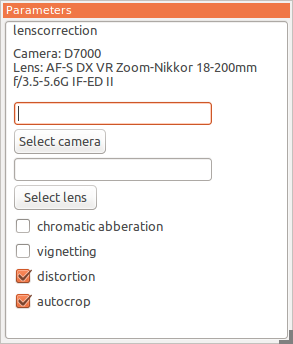 Parameters
lenscorrection
Camera: D7000
Lens: AF-S DX VR Zoom-Nikkor 18-200mm
f/3.5-5.6G IF-ED II
Select camera
Select lens
chromatic abberation
vignetting
distortion
autocrop